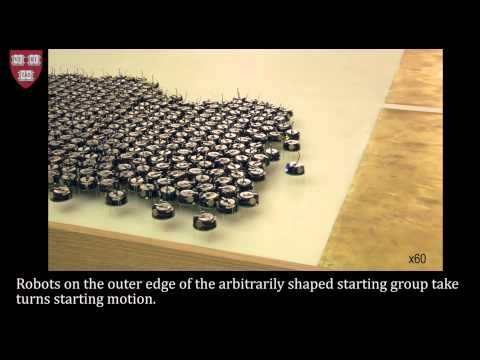 x60
Robots on the outer edge of the arbitrarily shaped starting group take
turns starting motion.